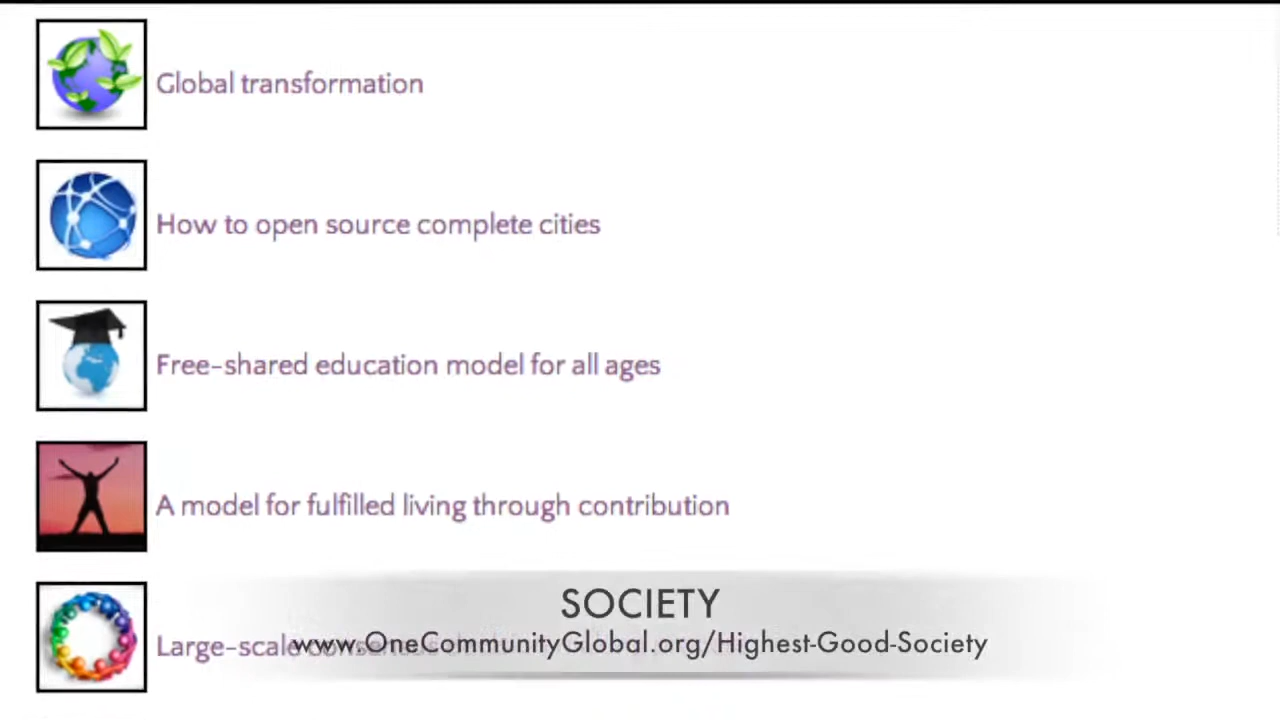 Global transformation
How to open source complete cities
Free-shared education model for all ages
A model for fulfilled living through contribution
Large-scale
SOCIETY
www.OneCommunityGlobal.org/Highest-Good-Society